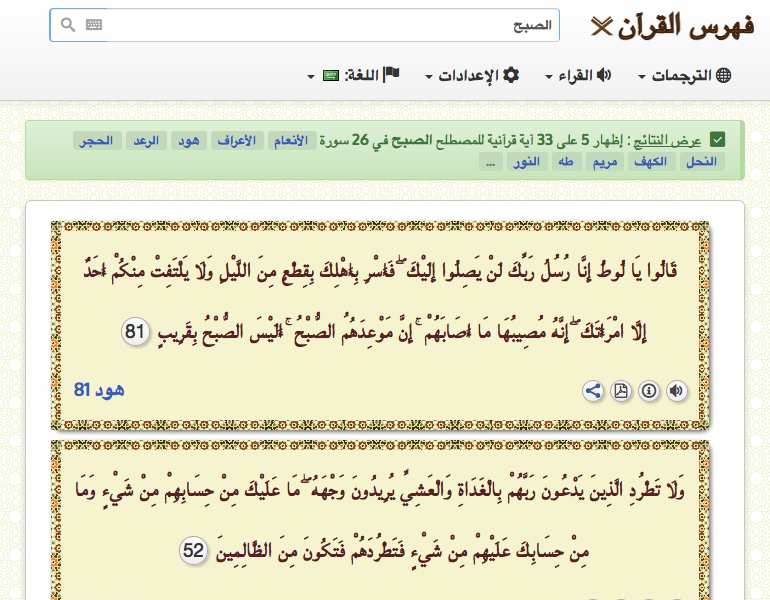 فهرس القرآن
الصبح
الترجمات القراء الإعدادات اللغة:
عرض النتائج : إظهار 5 على 33 آية قرآنية للمصطلح الصبح في 26 سورة الأنعام الأعراف هود الرعد الحجر
النحل الكهف مريم طه النور ...
قَالُوا يَا لُوطُ إِنَّا رُسُلُ رَبِّكَ لَنْ يَصِلُوا إِلَيْكَ ۖ فَأَسْرِ بِأَهْلِكَ بِقِطْعٍ مِنَ اللَّيْلِ وَلَا يَلْتَفِتْ مِنْكُمْ أَحَدٌ
إِلَّا امْرَأَتَكَ ۖ إِنَّهُ مُصِيبُهَا مَا أَصَابَهُمْ ۚ إِنَّ مَوْعِدَهُمُ الصُّبْحُ ۚ أَلَيْسَ الصُّبْحُ بِقَرِيبٍ 81
هود 81
وَلَا تَطْرُدِ الَّذِينَ يَدْعُونَ رَبَّهُمْ بِالْغَدَاةِ وَالْعَشِيِّ يُرِيدُونَ وَجْهَهُ ۖ مَا عَلَيْكَ مِنْ حِسَابِهِمْ مِنْ شَيْءٍ وَمَا
مِنْ حِسَابِكَ عَلَيْهِمْ مِنْ شَيْءٍ فَتَطْرُدَهُمْ فَتَكُونَ مِنَ الظَّالِمِينَ 52